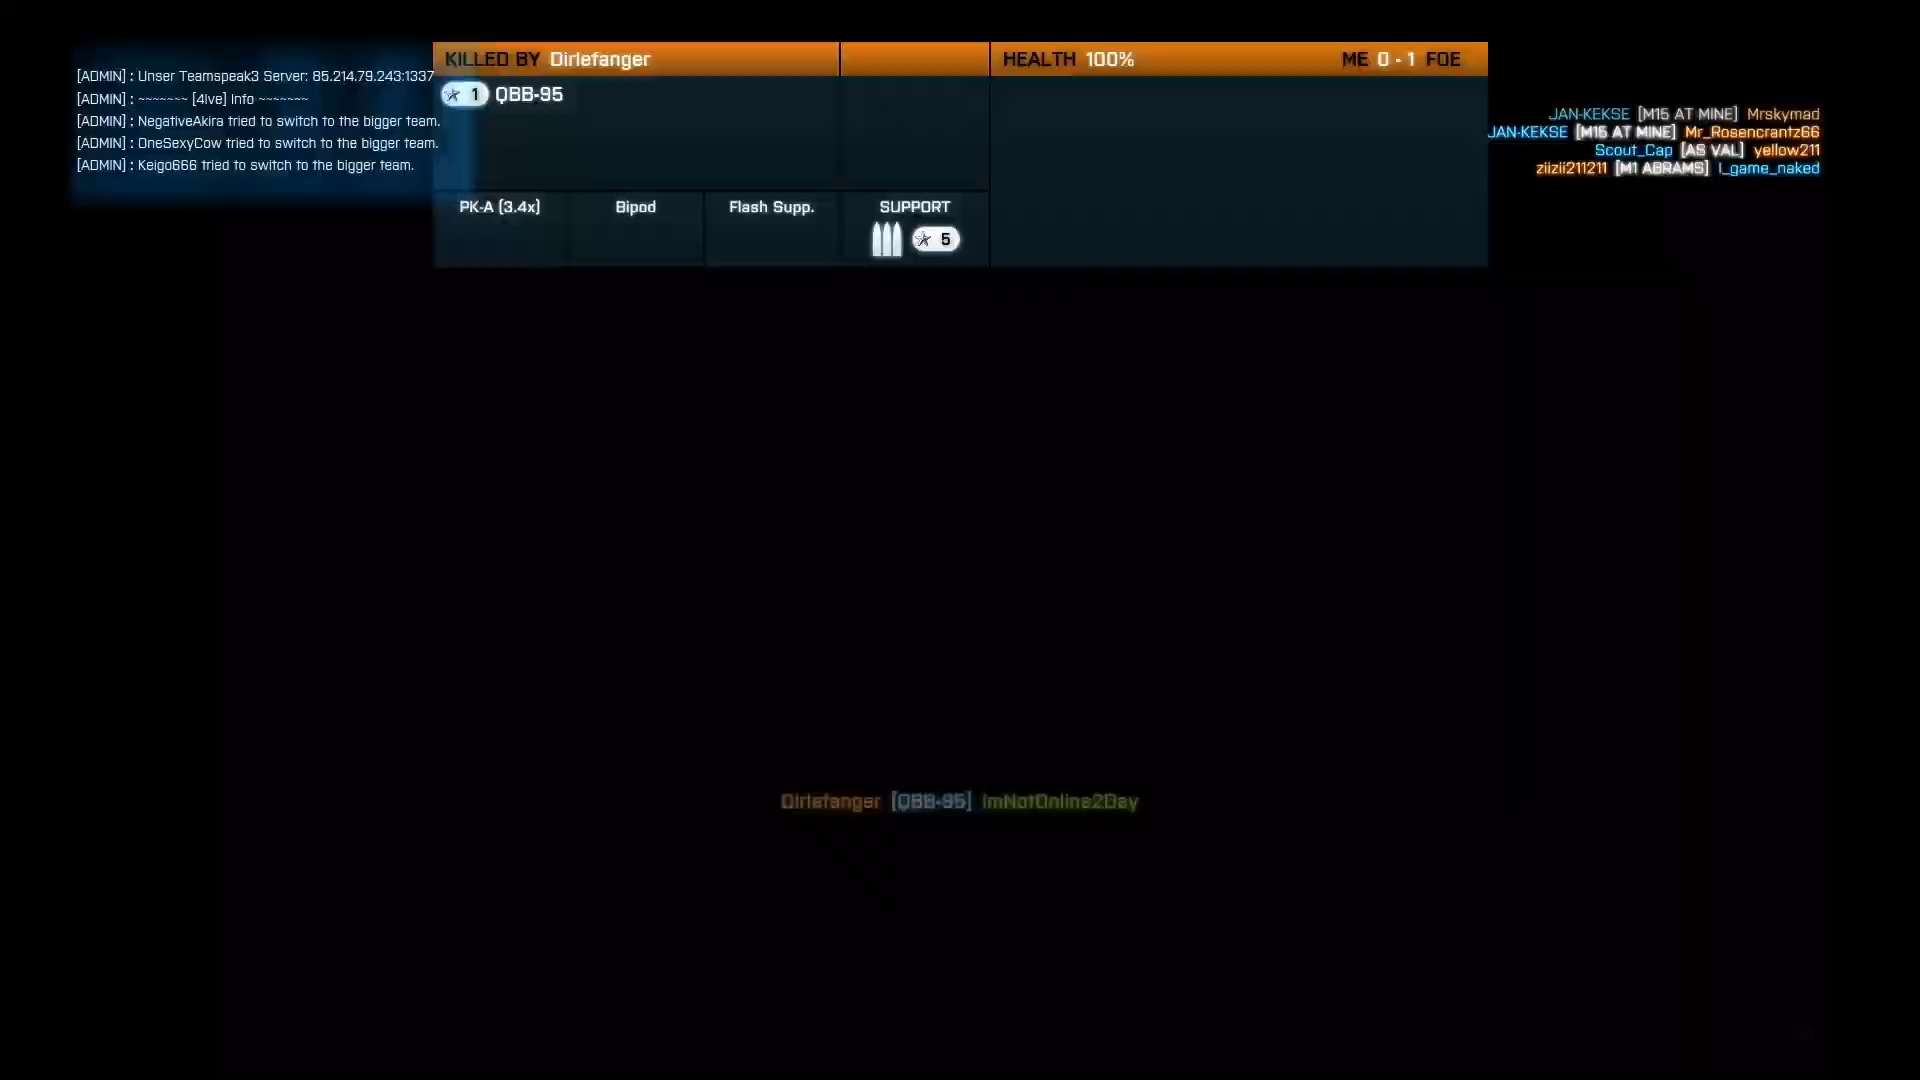 [ADMIN] : Unser Teamspeak3 Server: 85.214.79.243:1337
[ADMIN] : ~~~~~~~ [4lve] Info ~~~~~~~
[ADMIN] : NegativeAkira tried to switch to the bigger team.
[ADMIN] : OneSexyCow tried to switch to the bigger team.
[ADMIN] : Keigo666 tried to switch to the bigger team.
KILLED BY Dirlefanger
HEALTH 100%
ME 0 - 1 FOE
1 QBB-95
PK-A (3.4x)
Bipod
Flash Supp.
SUPPORT
5
JAN-KEKSE [M15 AT MINE] Mrskymad
JAN-KEKSE [M15 AT MINE] Mr_Rosencrantz66
Scout_Cap [AS VAL] yellow211
ziizii211211 [M1 ABRAMS] I_game_naked
Dirlefanger [QBB-95] ImNotOnline2Day